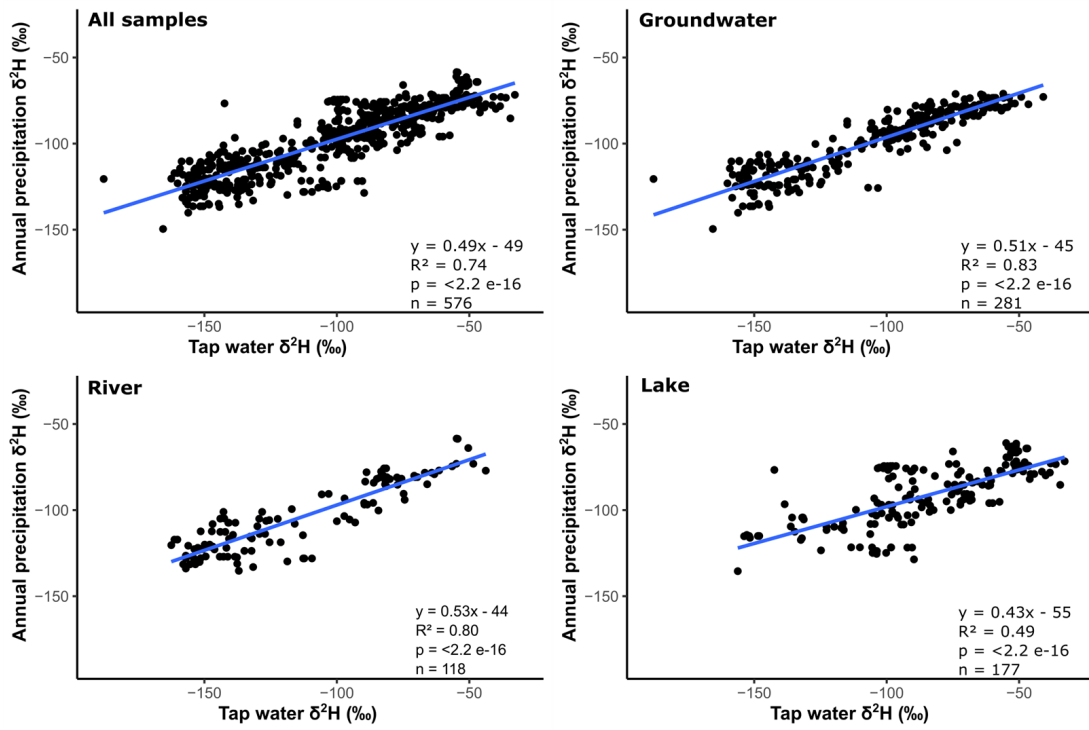 All samples
Annual precipitation δ²H (‰)
−50
−100
−150
y = 0.49x - 49
R² = 0.74
p = <2.2 e-16
n = 576
−150 −100 −50
Tap water δ²H (‰)
Groundwater
Annual precipitation δ²H (‰)
−50
−100
−150
y = 0.51x - 45
R² = 0.83
p = <2.2 e-16
n = 281
−150 −100 −50
Tap water δ²H (‰)
River
Annual precipitation δ²H (‰)
−50
−100
−150
y = 0.53x - 44
R² = 0.80
p = <2.2 e-16
n = 118
−150 −100 −50
Tap water δ²H (‰)
Lake
Annual precipitation δ²H (‰)
−50
−100
−150
y = 0.43x - 55
R² = 0.49
p = <2.2 e-16
n = 177
−150 −100 −50
Tap water δ²H (‰)